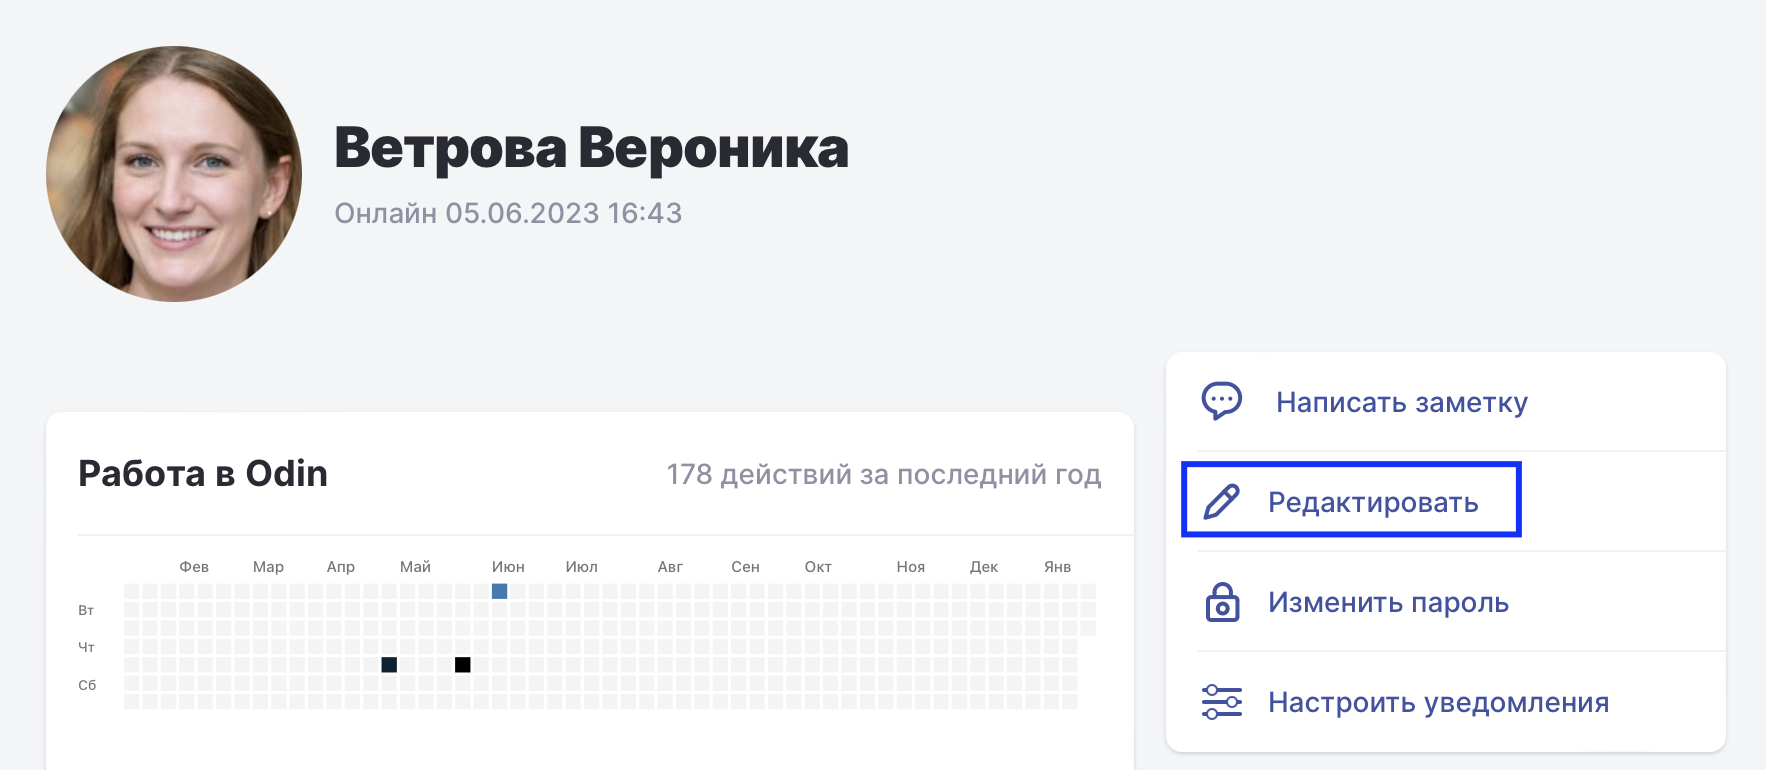 Ветрова Вероника
Онлайн 05.06.2023 16:43
Написать заметку
Редактировать
Изменить пароль
Настроить уведомления
Работа в Odin
178 действий за последний год
Фев Мар Апр Май Июн Июл Авг Сен Окт Ноя Дек Янв
Вт
Чт
Сб